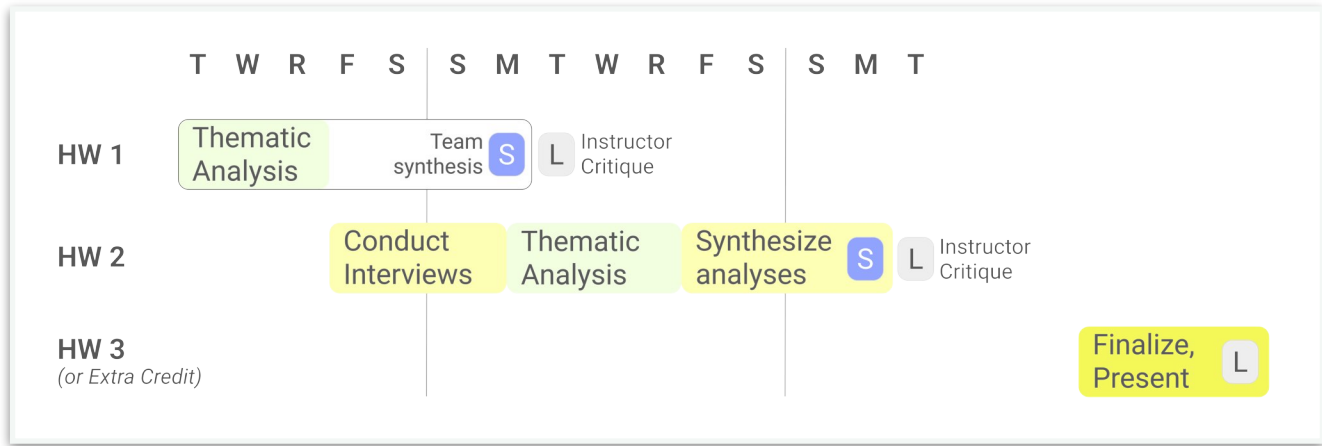 T W R F S S M T W R F S S M T
HW 1
Thematic
Analysis
Team
synthesis
S
L
Instructor
Critique
HW 2
Conduct
Interviews
Thematic
Analysis
Synthesize
analyses
S
L
Instructor
Critique
HW 3
(or Extra Credit)
Finalize,
Present
L